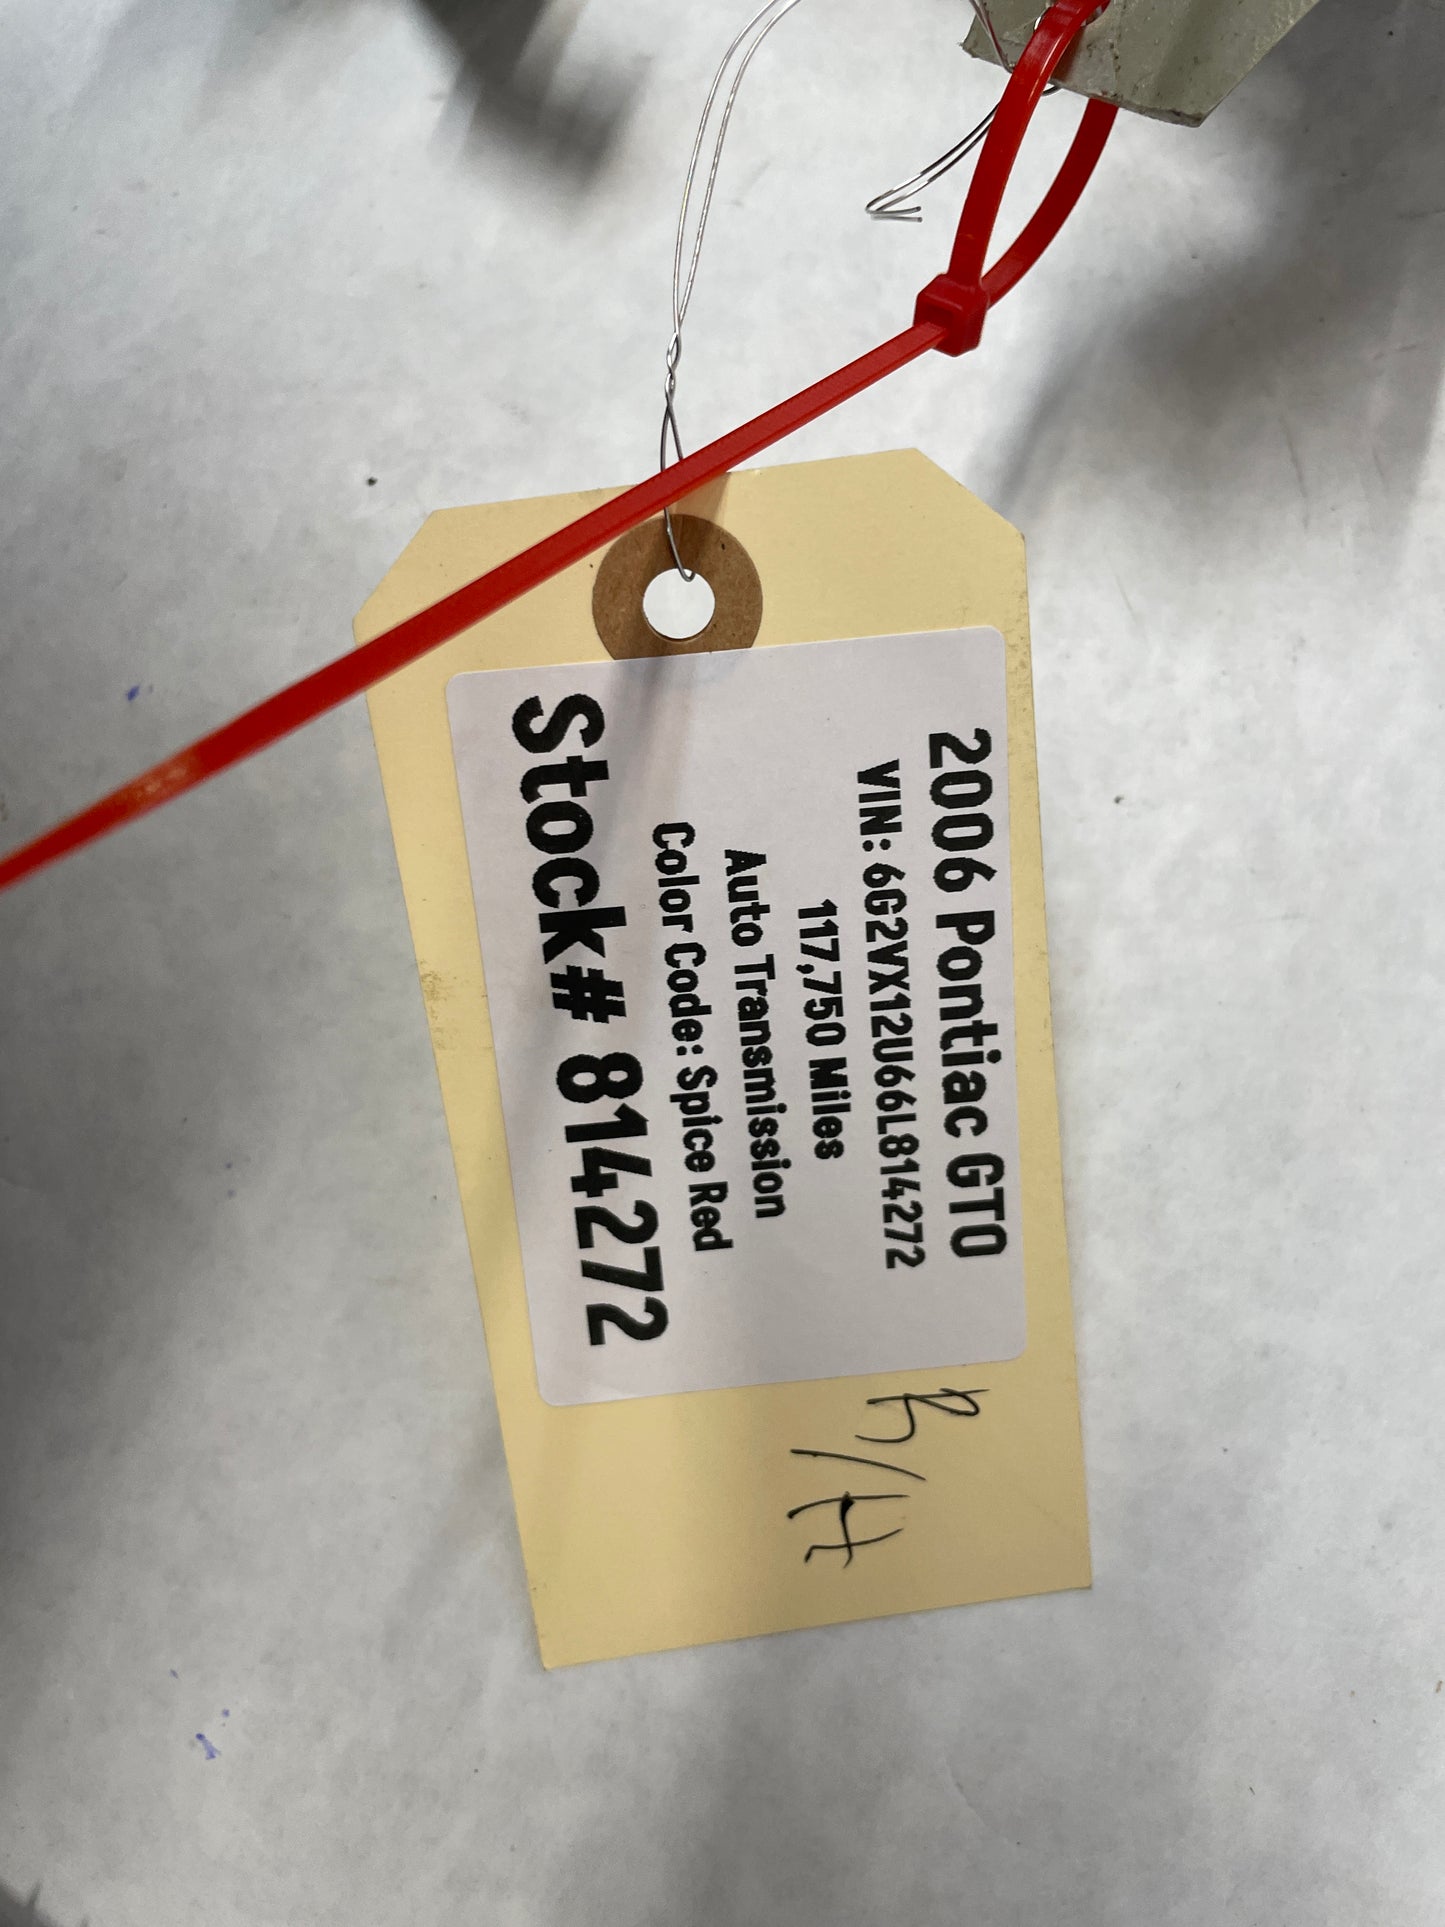 2006 Pontiac GTO
VIN: 6G2VX12U66L814272
117,750 Miles
Auto Transmission
Color Code: Spice Red
Stock# 814272
R/H